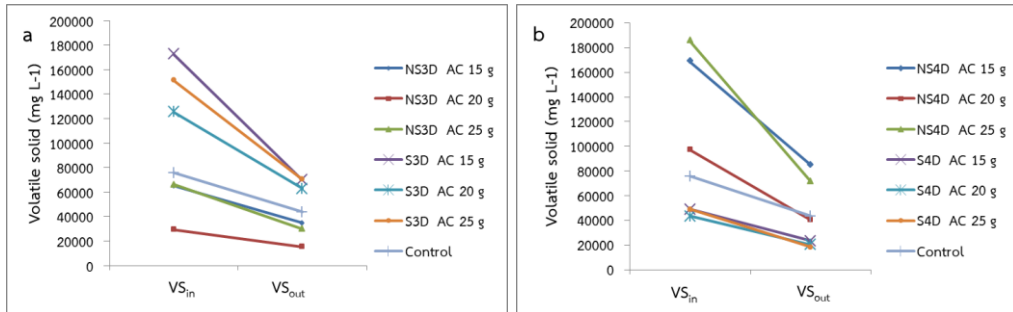 a
Volatile solid (mg L-1)
200000
180000
160000
140000
120000
100000
80000
60000
40000
20000
0
VSin
VSout
NS3D AC 15 g
NS3D AC 20 g
NS3D AC 25 g
S3D AC 15 g
S3D AC 20 g
S3D AC 25 g
Control
b
Volatile solid (mg L-1)
200000
180000
160000
140000
120000
100000
80000
60000
40000
20000
0
VSin
VSout
NS4D AC 15 g
NS4D AC 20 g
NS4D AC 25 g
S4D AC 15 g
S4D AC 20 g
S4D AC 25 g
Control